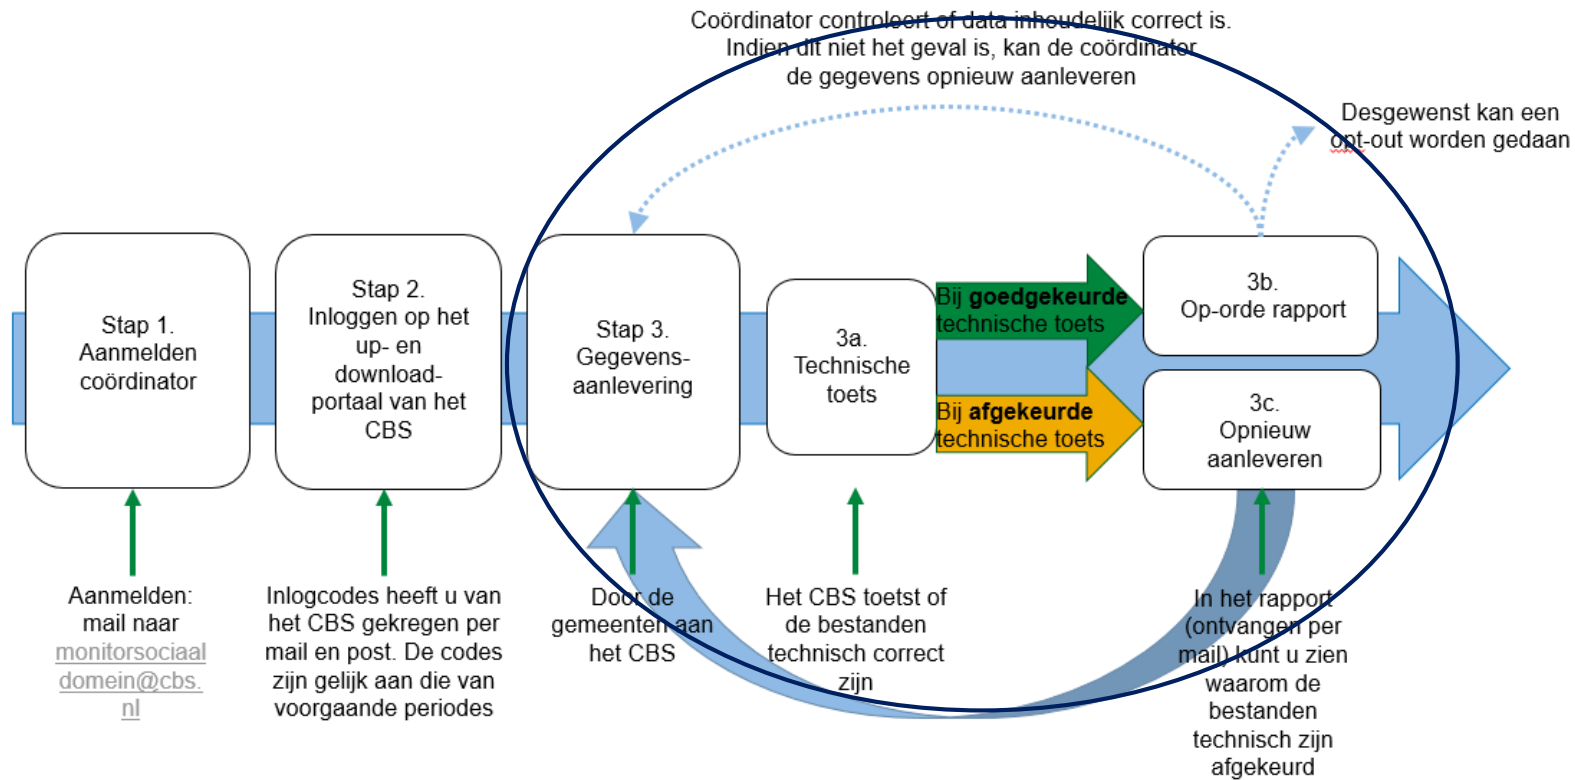 Coördinator controleert of data inhoudelijk correct is.
Indien dit niet het geval is, kan de coördinator
de gegevens opnieuw aanleveren
Desgewenst kan een
opt-out worden gedaan
Stap 1.
Aanmelden
coördinator
Stap 2.
Inloggen op het
up- en
download-
portaal van het
CBS
Stap 3.
Gegevens-
aanlevering
3a.
Technische
toets
Bij goedgekeurde
technische toets
Bij afgekeurde
technische toets
3b.
Op-orde rapport
3c.
Opnieuw
aanleveren
Aanmelden:
mail naar
monitorsociaal
domein@cbs.
nl
Inlogcodes heeft u van
het CBS gekregen per
mail en post. De codes
zijn gelijk aan die van
voorgaande periodes
Door de
gemeenten aan
het CBS
Het CBS toetst of
de bestanden
technisch correct
zijn
In het rapport
(ontvangen per
mail) kunt u zien
waarom de
bestanden
technisch zijn
afgekeurd